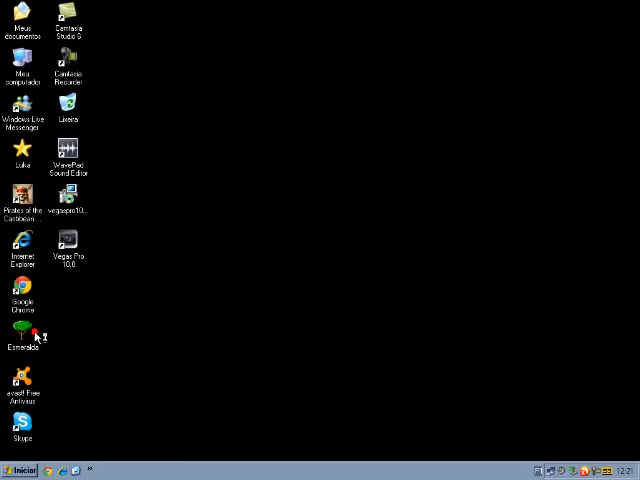 Meus
documentos
Camtasia
Studio 6
Meu
computador
Camtasia
Recorder
Windows Live
Messenger
Lixeira
Luka
WavePad
Sound Editor
Pirates of the
Caribbean ...
vegaspro10...
Internet
Explorer
Vegas Pro
10.0
Google
Chrome
Esmeralda
avast! Free
Antivirus
Skype
Iniciar
»
PT
12:21